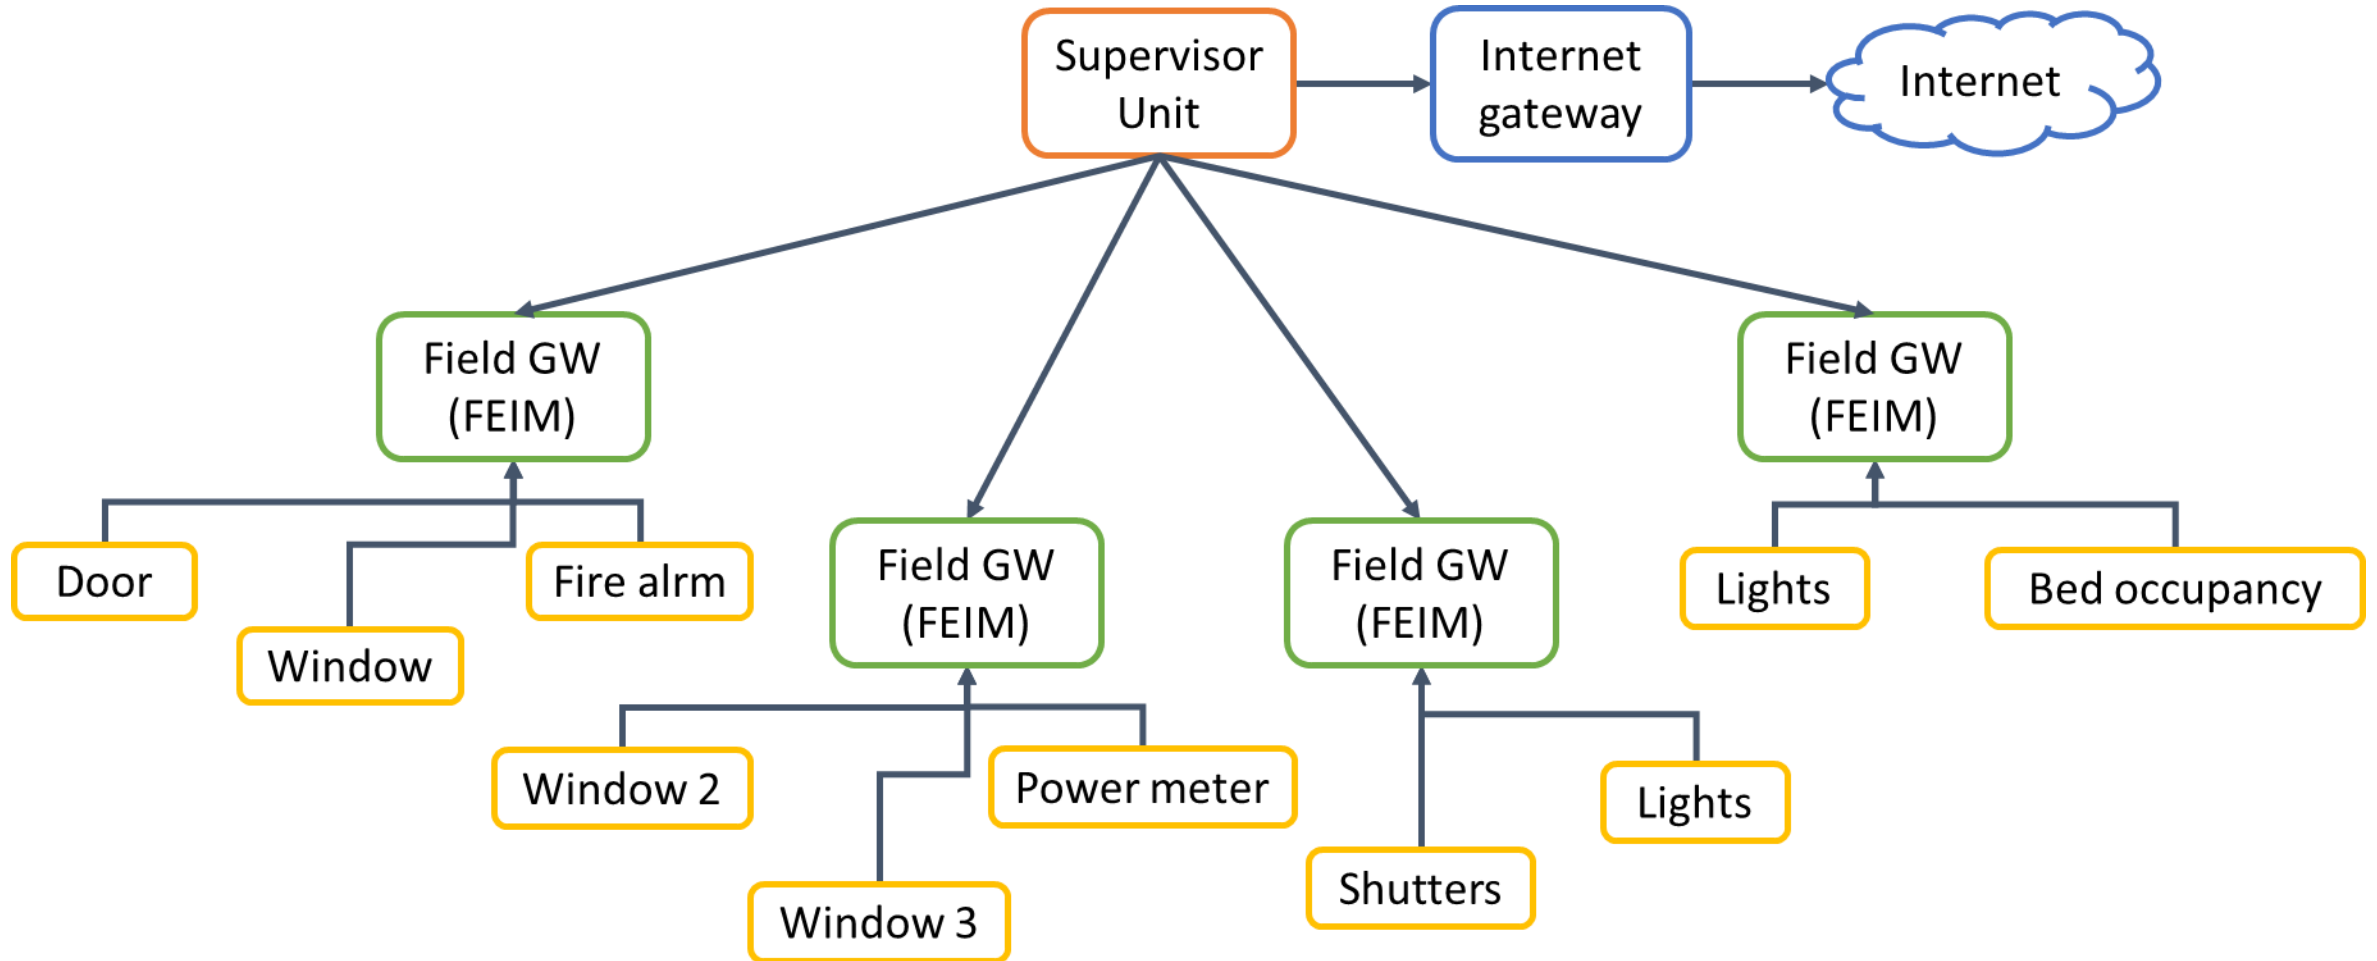 Supervisor
Unit
Internet
gateway
Internet
Field GW
(FEIM)
Field GW
(FEIM)
Door
Fire alrm
Window
Field GW
(FEIM)
Field GW
(FEIM)
Lights
Bed occupancy
Window 2
Power meter
Lights
Shutters
Window 3